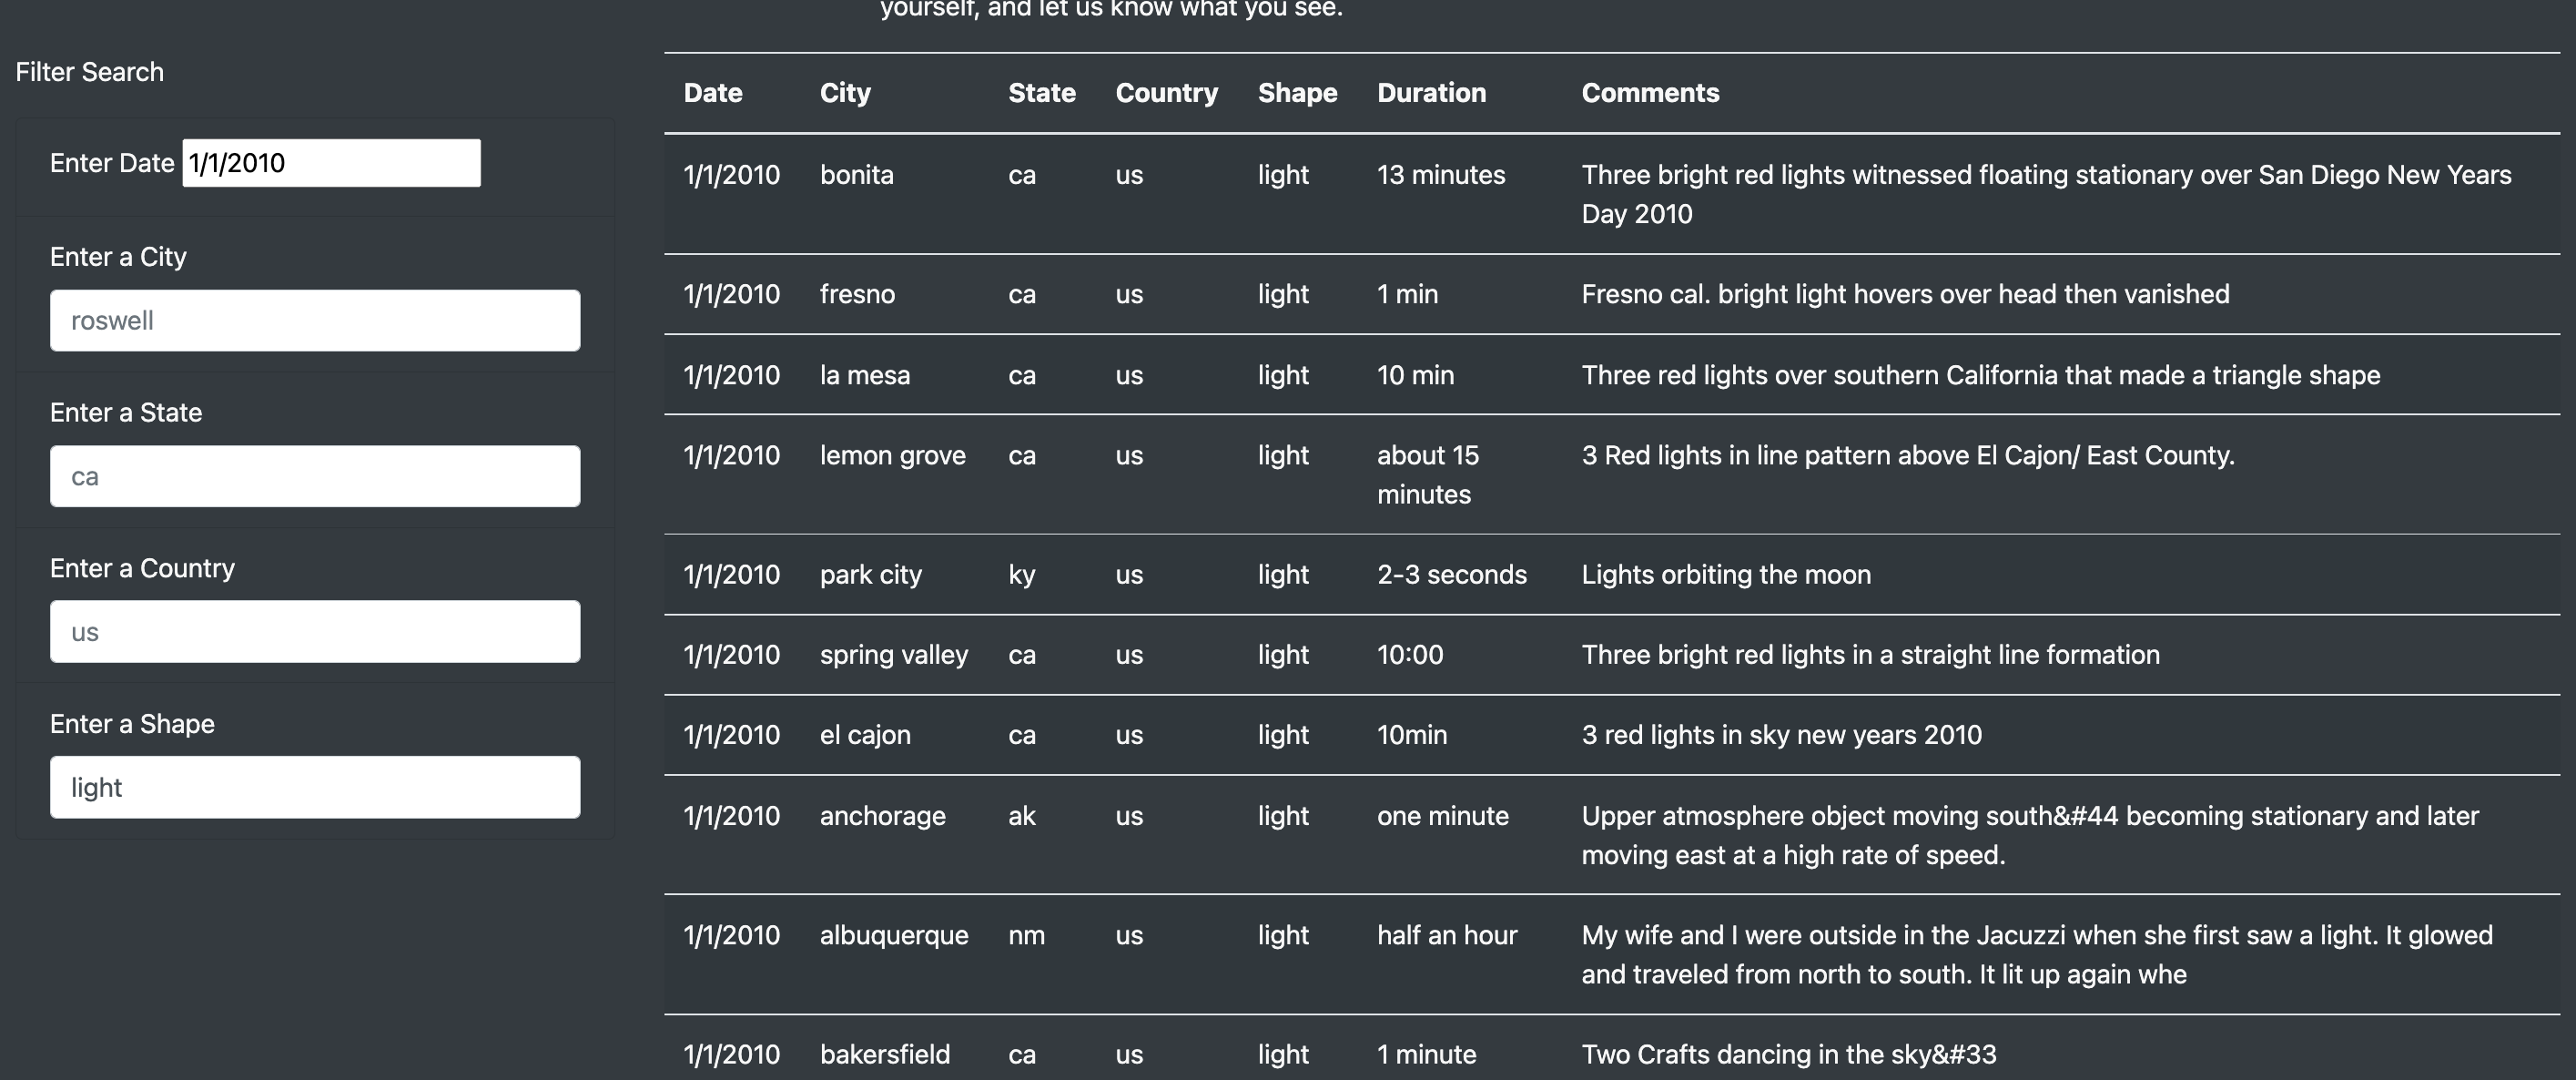 yourself, and let us know what you see.
Filter Search
Enter Date 1/1/2010
Enter a City
roswell
Enter a State
ca
Enter a Country
us
Enter a Shape
light
Date City State Country Shape Duration Comments
1/1/2010 bonita ca us light 13 minutes Three bright red lights witnessed floating stationary over San Diego New Years
Day 2010
1/1/2010 fresno ca us light 1 min Fresno cal. bright light hovers over head then vanished
1/1/2010 la mesa ca us light 10 min Three red lights over southern California that made a triangle shape
1/1/2010 lemon grove ca us light about 15 3 Red lights in line pattern above El Cajon/ East County.
minutes
1/1/2010 park city ky us light 2-3 seconds Lights orbiting the moon
1/1/2010 spring valley ca us light 10:00 Three bright red lights in a straight line formation
1/1/2010 el cajon ca us light 10min 3 red lights in sky new years 2010
1/1/2010 anchorage ak us light one minute Upper atmosphere object moving south&#44 becoming stationary and later
moving east at a high rate of speed.
1/1/2010 albuquerque nm us light half an hour My wife and I were outside in the Jacuzzi when she first saw a light. It glowed
and traveled from north to south. It lit up again whe
1/1/2010 bakersfield ca us light 1 minute Two Crafts dancing in the sky&#33